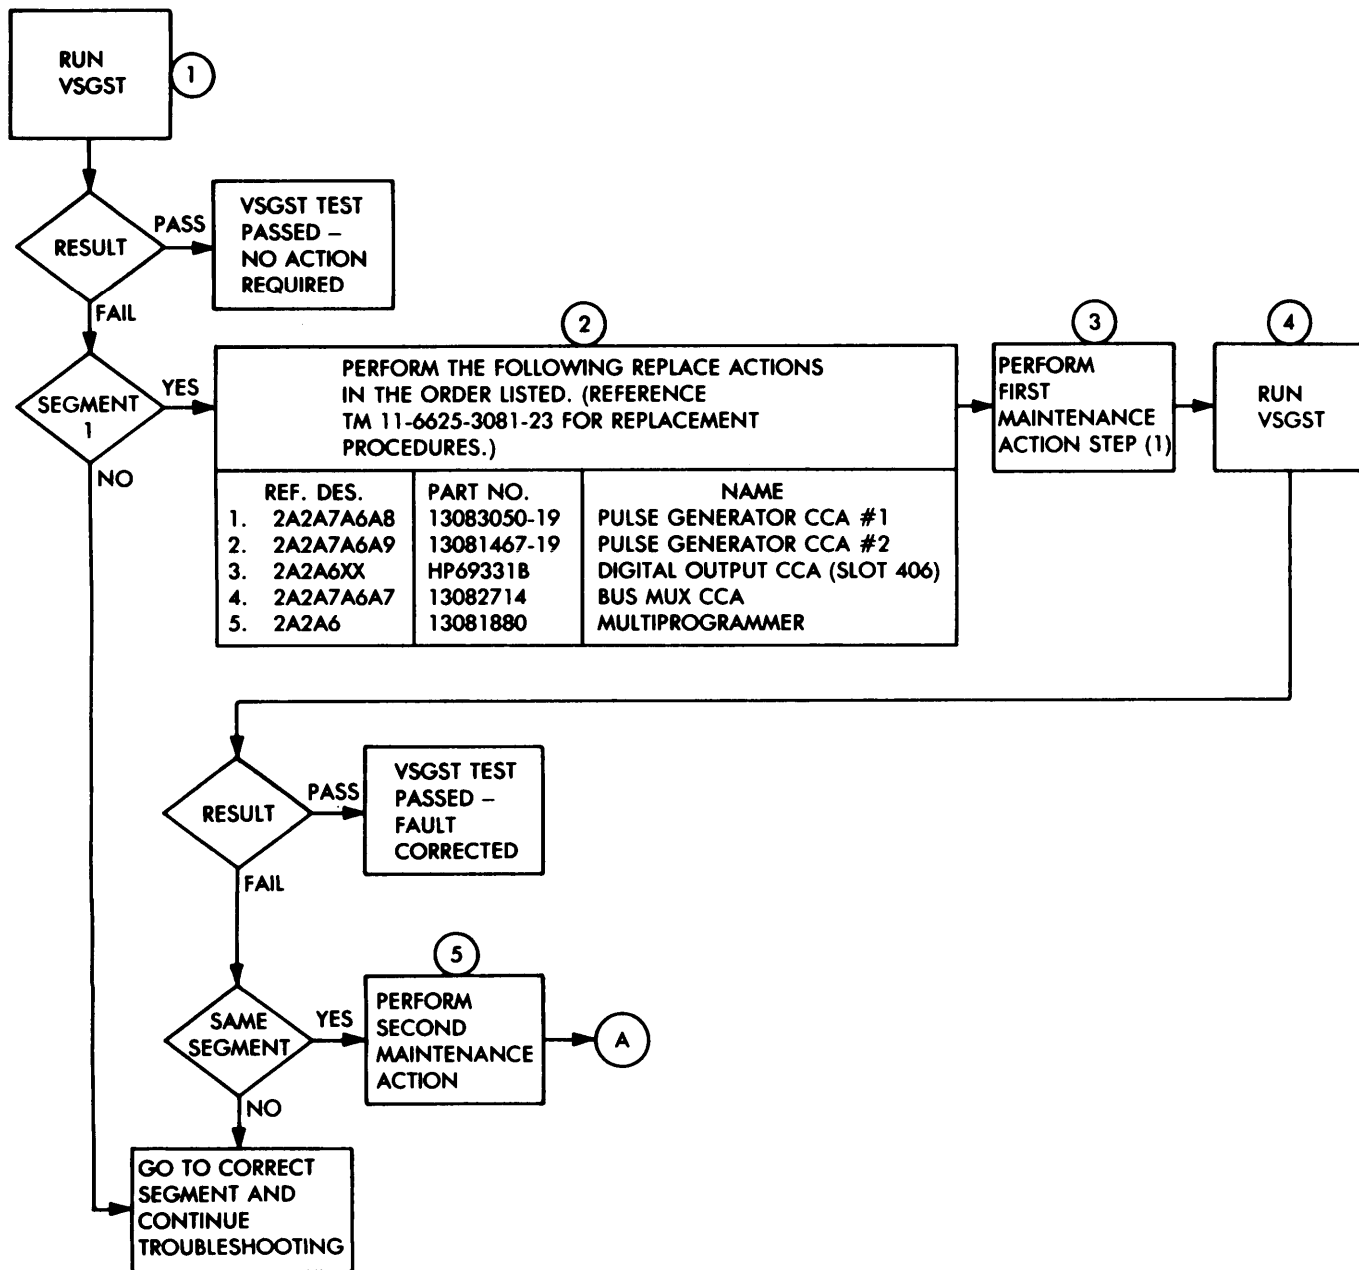 RUN
VSGST
1
RESULT
PASS
VSGST TEST
PASSED –
NO ACTION
REQUIRED
FAIL
SEGMENT
1
YES
NO
2
PERFORM THE FOLLOWING REPLACE ACTIONS
IN THE ORDER LISTED. (REFERENCE
TM 11-6625-3081-23 FOR REPLACEMENT
PROCEDURES.)
REF. DES. PART NO. NAME
1. 2A2A7A6A8 13083050-19 PULSE GENERATOR CCA #1
2. 2A2A7A6A9 13081467-19 PULSE GENERATOR CCA #2
3. 2A2A6XX HP69331B DIGITAL OUTPUT CCA (SLOT 406)
4. 2A2A7A6A7 13082714 BUS MUX CCA
5. 2A2A6 13081880 MULTIPROGRAMMER
3
PERFORM
FIRST
MAINTENANCE
ACTION STEP (1)
4
RUN
VSGST
RESULT
PASS
VSGST TEST
PASSED –
FAULT
CORRECTED
FAIL
SAME
SEGMENT
YES
5
PERFORM
SECOND
MAINTENANCE
ACTION
A
NO
GO TO CORRECT
SEGMENT AND
CONTINUE
TROUBLESHOOTING